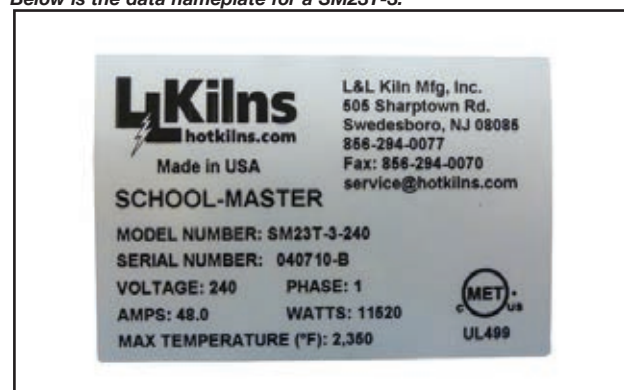 Below is the data nameplate for a SM23T-3.
L&L Kilns
hotkilns.com
Made in USA
SCHOOL-MASTER
L&L Kiln Mfg, Inc.
505 Sharptown Rd.
Swedesboro, NJ 08085
856-294-0077
Fax: 856-294-0070
service@hotkilns.com
MODEL NUMBER: SM23T-3-240
SERIAL NUMBER: 040710-B
VOLTAGE: 240 PHASE: 1
AMPS: 48.0 WATTS: 11520
MAX TEMPERATURE (°F): 2,350
c MET US
UL499